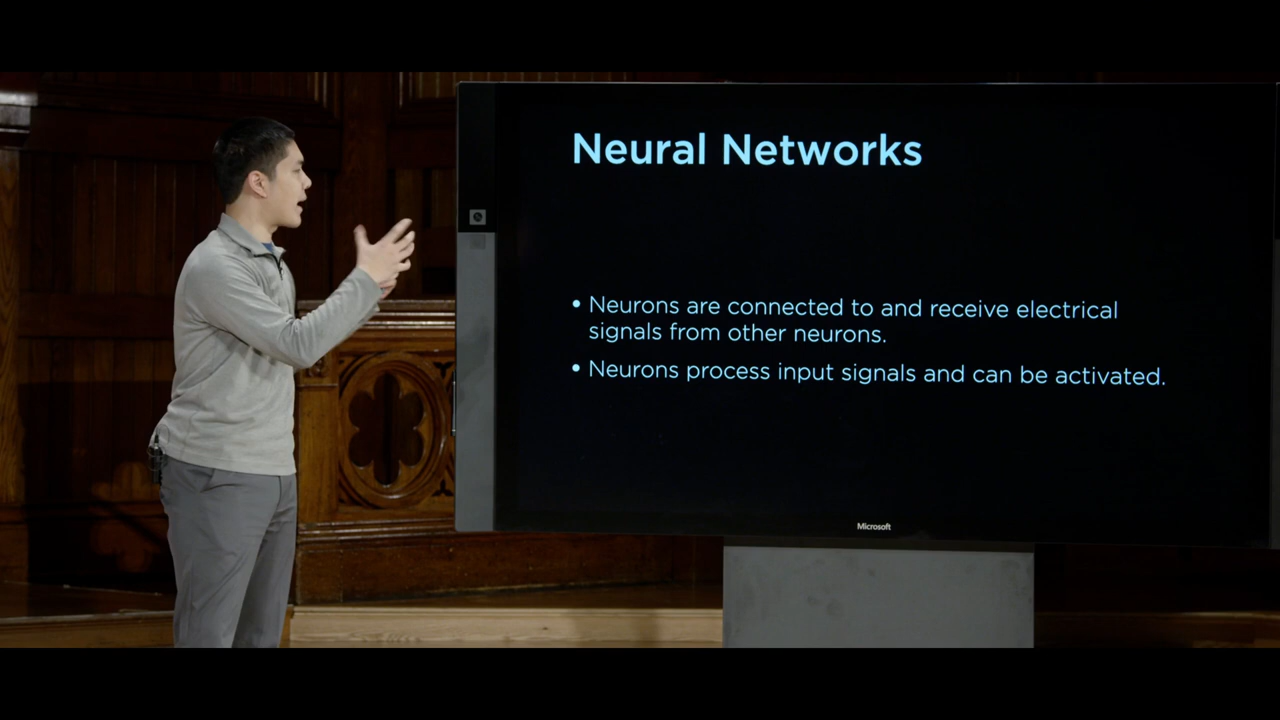 Neural Networks
• Neurons are connected to and receive electrical
signals from other neurons.
• Neurons process input signals and can be activated.
Microsoft